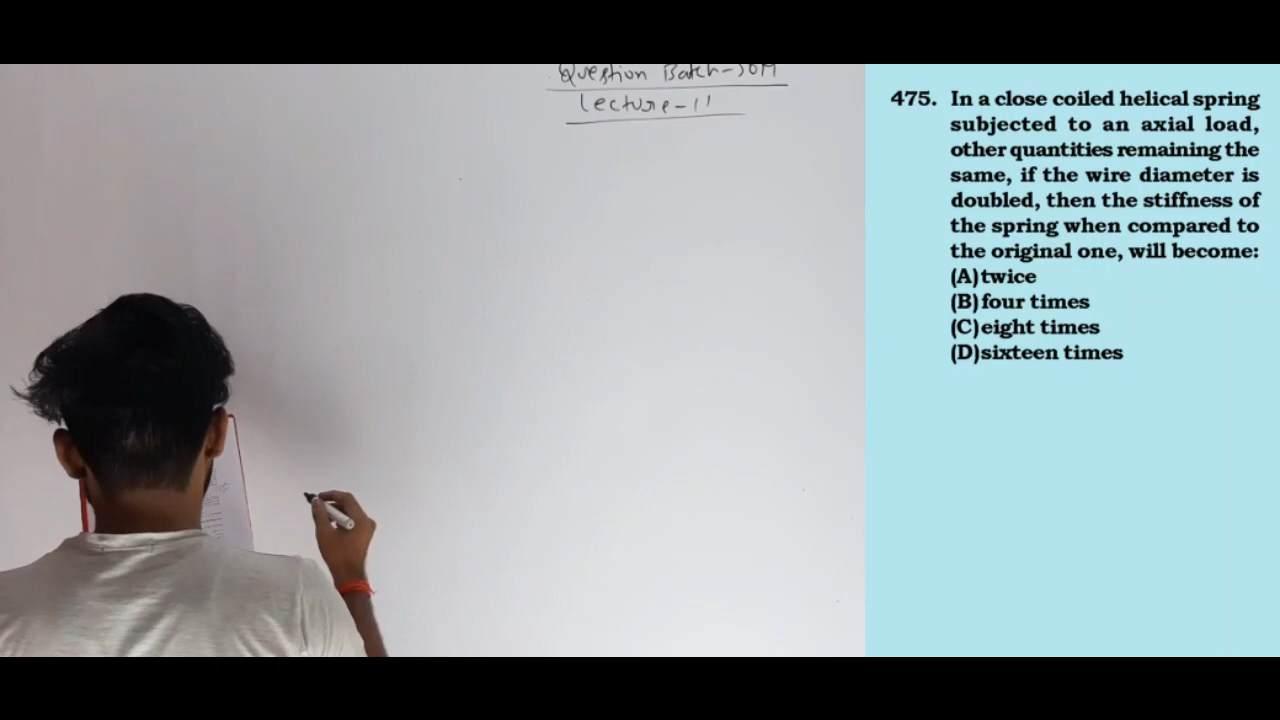 Question Batch-SOM
Lecture-11
475. In a close coiled helical spring
subjected to an axial load,
other quantities remaining the
same, if the wire diameter is
doubled, then the stiffness of
the spring when compared to
the original one, will become:
(A)twice
(B)four times
(C)eight times
(D)sixteen times